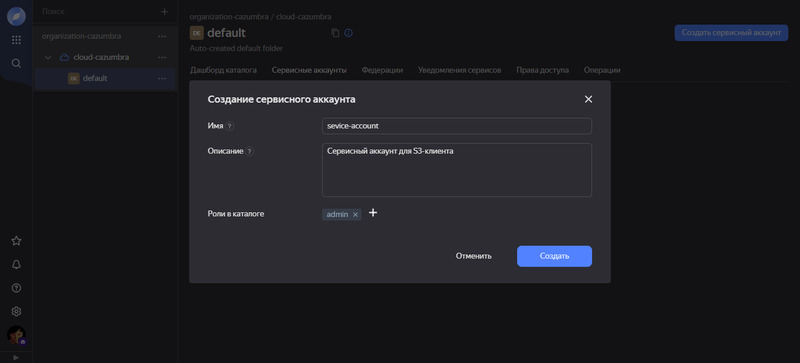 Поиск
organization-cazumbra
cloud-cazumbra
DE default
organization-cazumbra / cloud-cazumbra
DE default
Auto-created default folder
Создать сервисный аккаунт
Дашборд каталога Сервисные аккаунты Федерации Уведомления сервисов Права доступа Операции
Создание сервисного аккаунта
Имя ? sevice-account
Описание ? Сервисный аккаунт для S3-клиента
Роли в каталоге admin
Отменить Создать